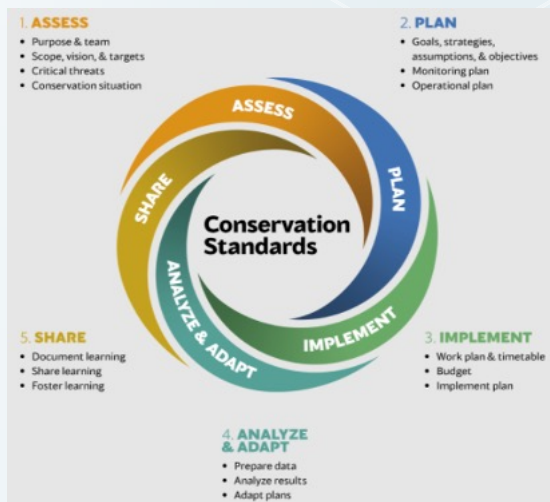 1. ASSESS
• Purpose & team
• Scope, vision, & targets
• Critical threats
• Conservation situation
2. PLAN
• Goals, strategies,
assumptions, & objectives
• Monitoring plan
• Operational plan
ASSESS
PLAN
SHARE
Conservation
Standards
ANALYZE & ADAPT
IMPLEMENT
5. SHARE
• Document learning
• Share learning
• Foster learning
3. IMPLEMENT
• Work plan & timetable
• Budget
• Implement plan
4. ANALYZE
& ADAPT
• Prepare data
• Analyze results
• Adapt plans